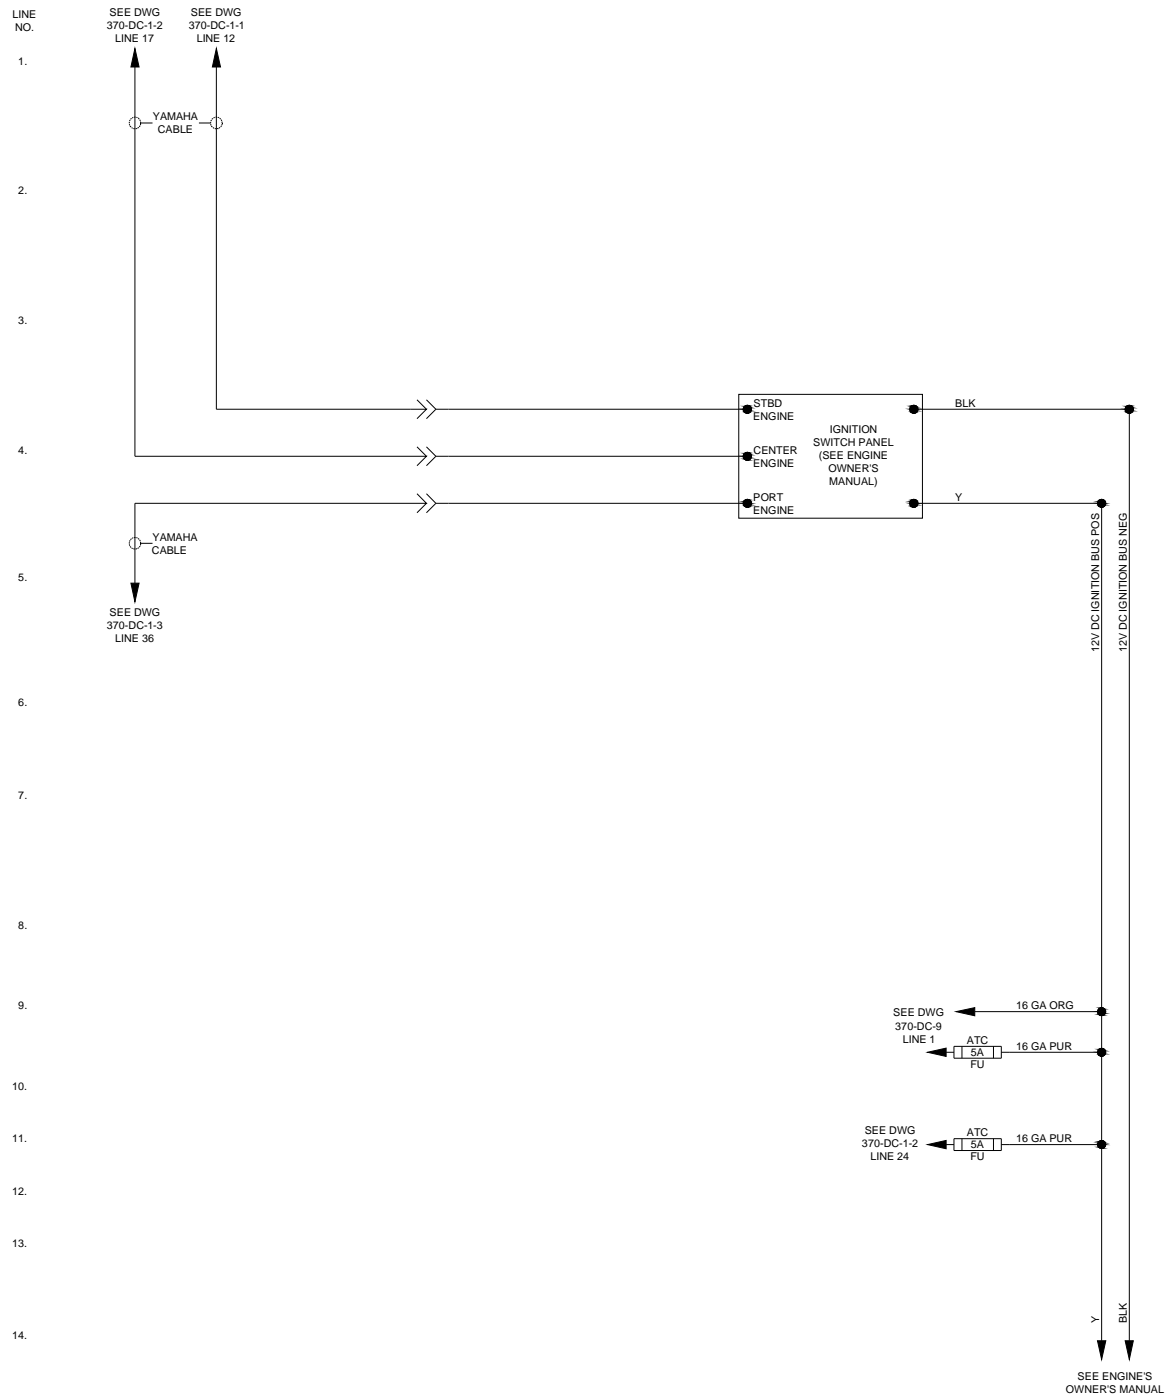 LINE
NO.
SEE DWG
370-DC-1-2
LINE 17
SEE DWG
370-DC-1-1
LINE 12
1.
YAMAHA
CABLE
2.
3.
STBD
ENGINE
BLK
IGNITION
SWITCH PANEL
(SEE ENGINE
OWNER'S
MANUAL)
4.
CENTER
ENGINE
PORT
ENGINE
Y
YAMAHA
CABLE
12V DC IGNITION BUS POS
12V DC IGNITION BUS NEG
5.
SEE DWG
370-DC-1-3
LINE 36
6.
7.
8.
9.
16 GA ORG
SEE DWG
370-DC-9
LINE 1
ATC
5A
FU
16 GA PUR
10.
11.
SEE DWG
370-DC-1-2
LINE 24
ATC
5A
FU
16 GA PUR
12.
13.
Y
BLK
14.
SEE ENGINE'S
OWNER'S MANUAL